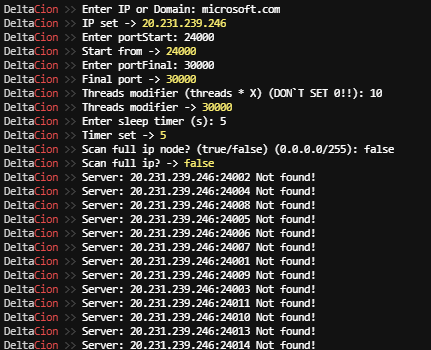 DeltaCion >> Enter IP or Domain: microsoft.com
DeltaCion >> IP set -> 20.231.239.246
DeltaCion >> Enter portStart: 24000
DeltaCion >> Start from -> 24000
DeltaCion >> Enter portFinal: 30000
DeltaCion >> Final port -> 30000
DeltaCion >> Threads modifier (threads * X) (DON`T SET 0!!): 10
DeltaCion >> Threads modifier -> 30000
DeltaCion >> Enter sleep timer (s): 5
DeltaCion >> Timer set -> 5
DeltaCion >> Scan full ip node? (true/false) (0.0.0.0/255): false
DeltaCion >> Scan full ip? -> false
DeltaCion >> Server: 20.231.239.246:24002 Not found!
DeltaCion >> Server: 20.231.239.246:24004 Not found!
DeltaCion >> Server: 20.231.239.246:24008 Not found!
DeltaCion >> Server: 20.231.239.246:24005 Not found!
DeltaCion >> Server: 20.231.239.246:24006 Not found!
DeltaCion >> Server: 20.231.239.246:24007 Not found!
DeltaCion >> Server: 20.231.239.246:24001 Not found!
DeltaCion >> Server: 20.231.239.246:24009 Not found!
DeltaCion >> Server: 20.231.239.246:24003 Not found!
DeltaCion >> Server: 20.231.239.246:24011 Not found!
DeltaCion >> Server: 20.231.239.246:24010 Not found!
DeltaCion >> Server: 20.231.239.246:24013 Not found!
DeltaCion >> Server: 20.231.239.246:24014 Not found!